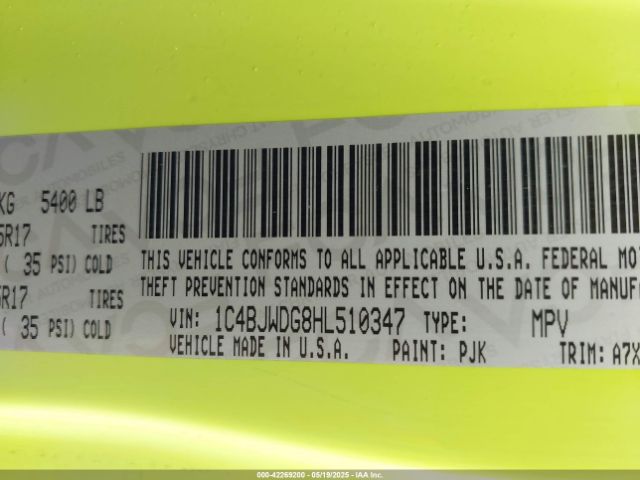 KG 5400 LB
5R17 TIRES
( 35 PSI) COLD
5R17 TIRES
( 35 PSI) COLD
THIS VEHICLE CONFORMS TO ALL APPLICABLE U.S.A. FEDERAL MO
THEFT PREVENTION STANDARDS IN EFFECT ON THE DATE OF MANUF
VIN: 1C4BJWDG8HL510347 TYPE: MPV
VEHICLE MADE IN U.S.A. PAINT: PJK TRIM: A7X
000-42269200 - 05/19/2025 - IAA Inc.